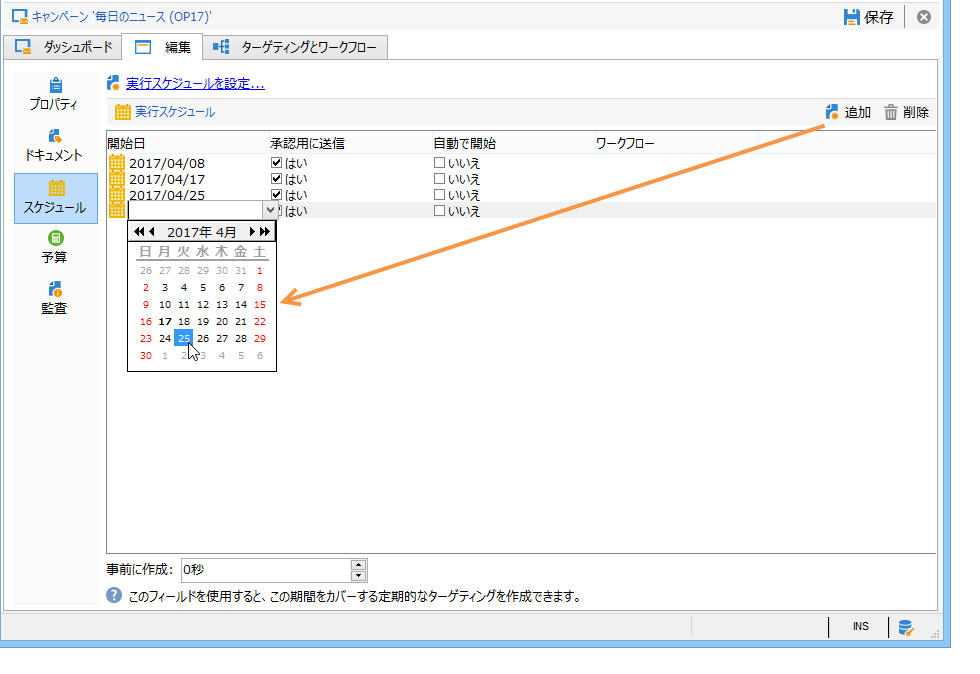 キャンペーン '毎日のニュース (OP17)'
保存
ダッシュボード 編集 ターゲティングとワークフロー
プロパティ
ドキュメント
スケジュール
予算
監査
実行スケジュールを設定...
実行スケジュール
追加 削除
開始日 承認用に送信 自動で開始 ワークフロー
2017/04/08 はい いいえ
2017/04/17 はい いいえ
2017/04/25 はい いいえ
はい いいえ
2017年 4月
日 月 火 水 木 金 土
26 27 28 29 30 31 1
2 3 4 5 6 7 8
9 10 11 12 13 14 15
16 17 18 19 20 21 22
23 24 25 26 27 28 29
30 1 2 3 4 5 6
事前に作成: 0秒
このフィールドを使用すると、この期間をカバーする定期的なターゲティングを作成できます。
INS